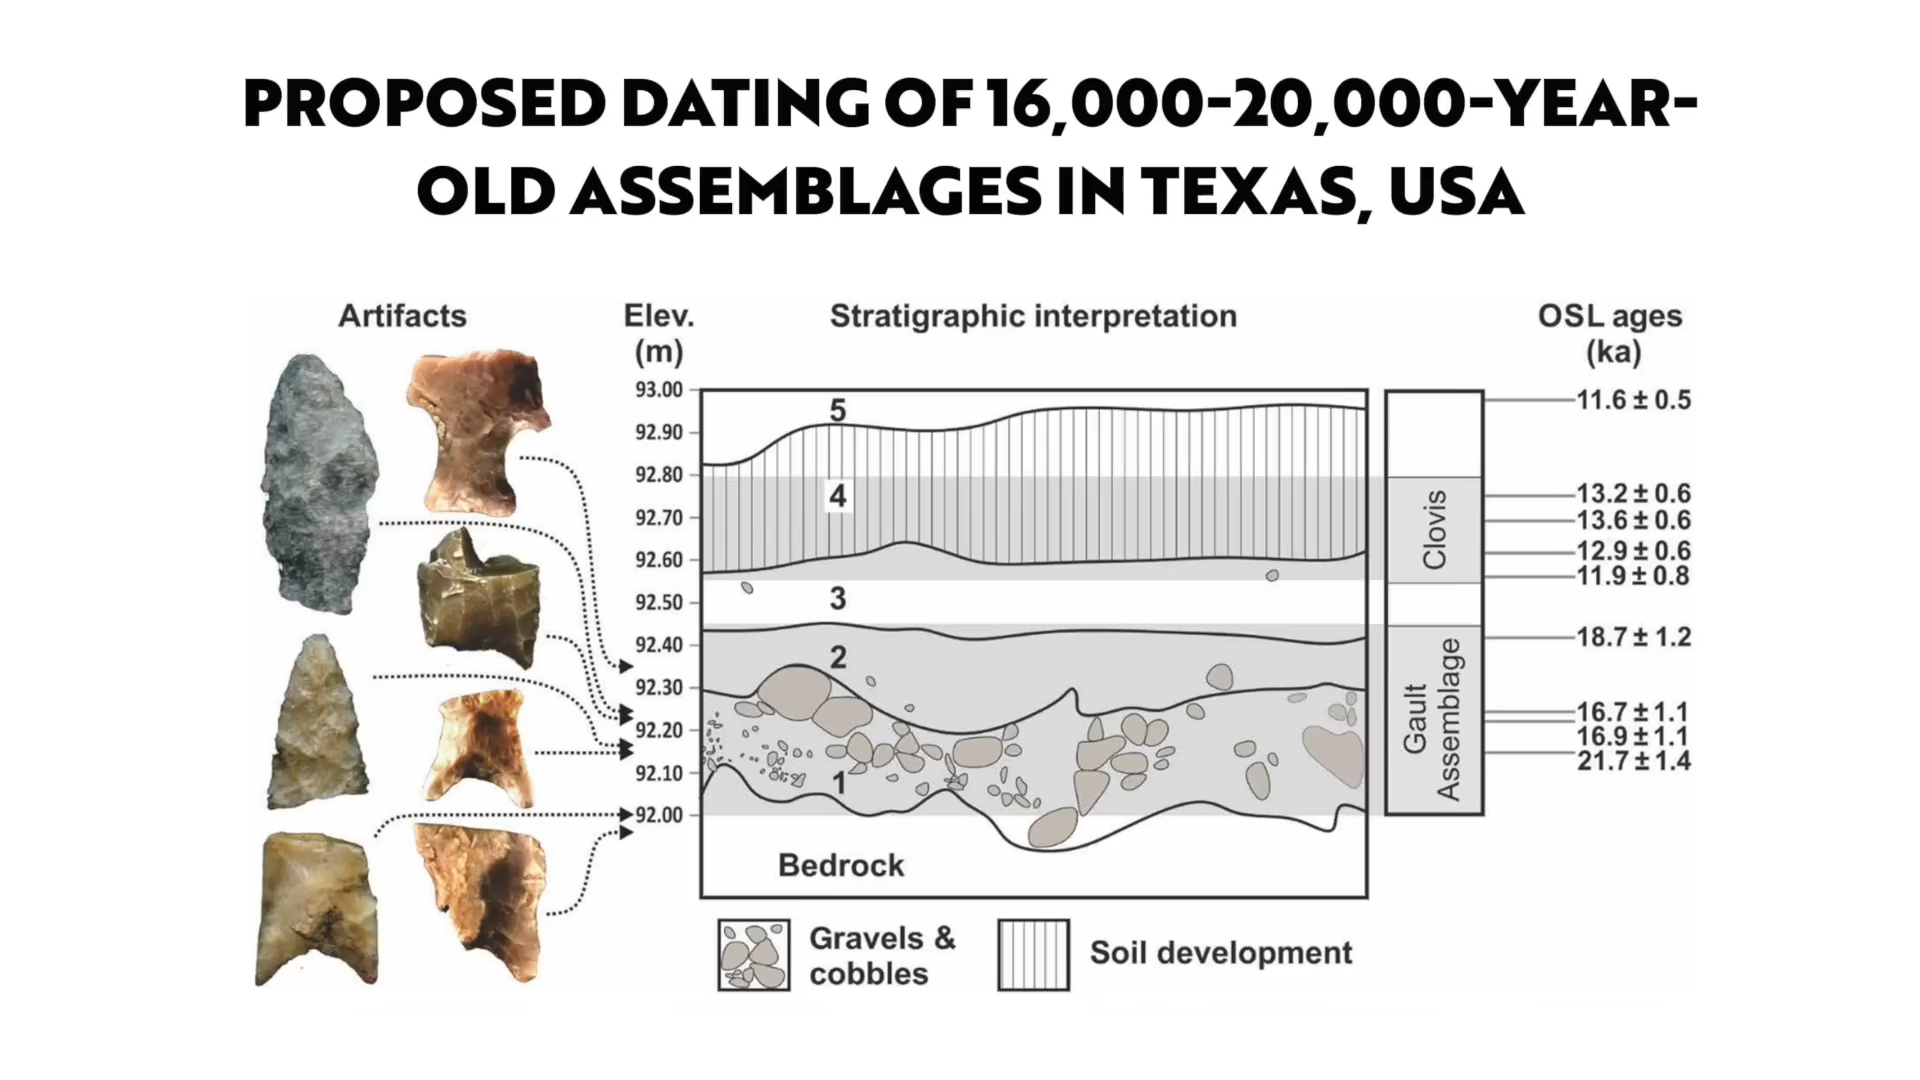 PROPOSED DATING OF 16,000-20,000-YEAR-
OLD ASSEMBLAGES IN TEXAS, USA
Artifacts
Elev.
(m)
Stratigraphic interpretation
OSL ages
(ka)
93.00
92.90
92.80
92.70
92.60
92.50
92.40
92.30
92.20
92.10
92.00
5
4
3
2
1
Bedrock
Clovis
Gault
Assemblage
11.6 ± 0.5
13.2 ± 0.6
13.6 ± 0.6
12.9 ± 0.6
11.9 ± 0.8
18.7 ± 1.2
16.7 ± 1.1
16.9 ± 1.1
21.7 ± 1.4
Gravels &
cobbles
Soil development